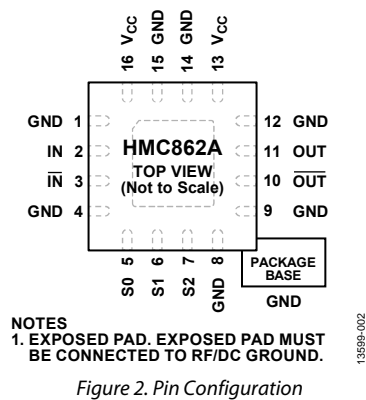 16 VCC
15 GND
14 GND
13 VCC
GND 1
IN 2
IN 3
GND 4
HMC862A
TOP VIEW
(Not to Scale)
12 GND
11 OUT
10 OUT
9 GND
S0 5
S1 6
S2 7
GND 8
PACKAGE
BASE
GND
NOTES
1. EXPOSED PAD. EXPOSED PAD MUST
BE CONNECTED TO RF/DC GROUND.
13599-002
Figure 2. Pin Configuration